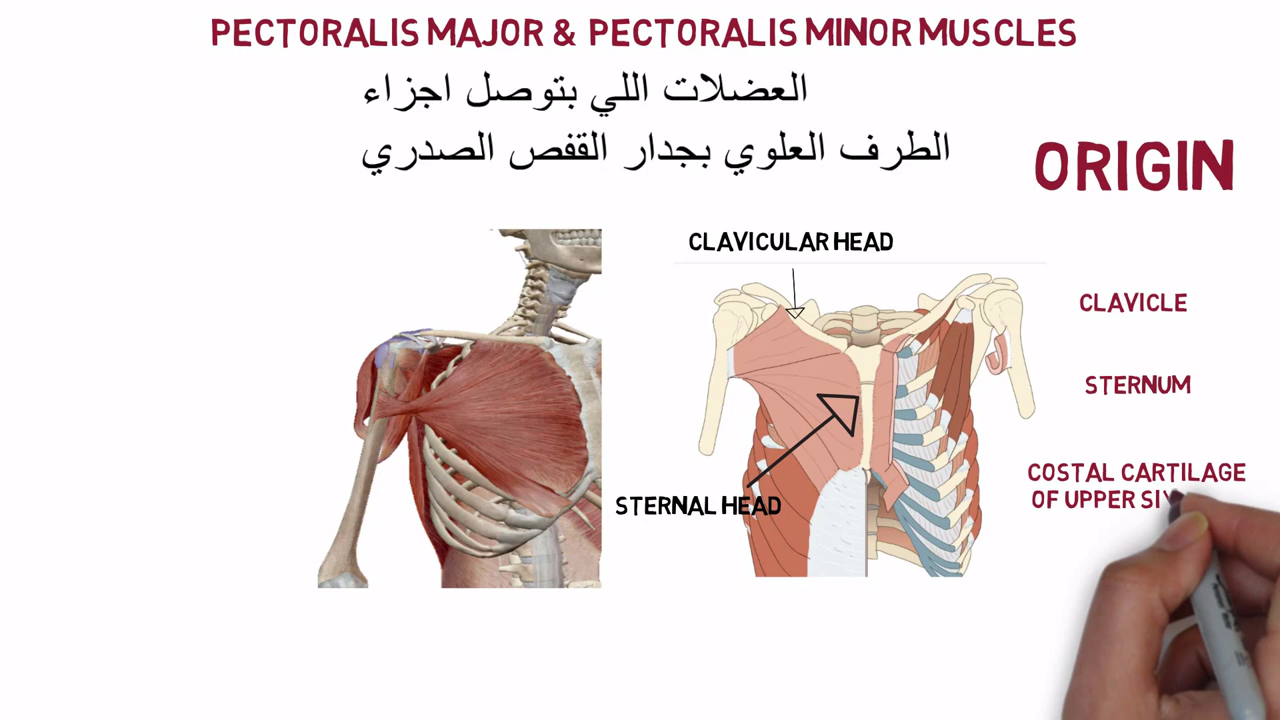 PECTORALIS MAJOR & PECTORALIS MINOR MUSCLES
العضلات اللي بتوصل اجزاء
الطرف العلوي بجدار القفص الصدري
ORIGIN
CLAVICULAR HEAD
CLAVICLE
STERNUM
COSTAL CARTILAGE
OF UPPER
STERNAL HEAD